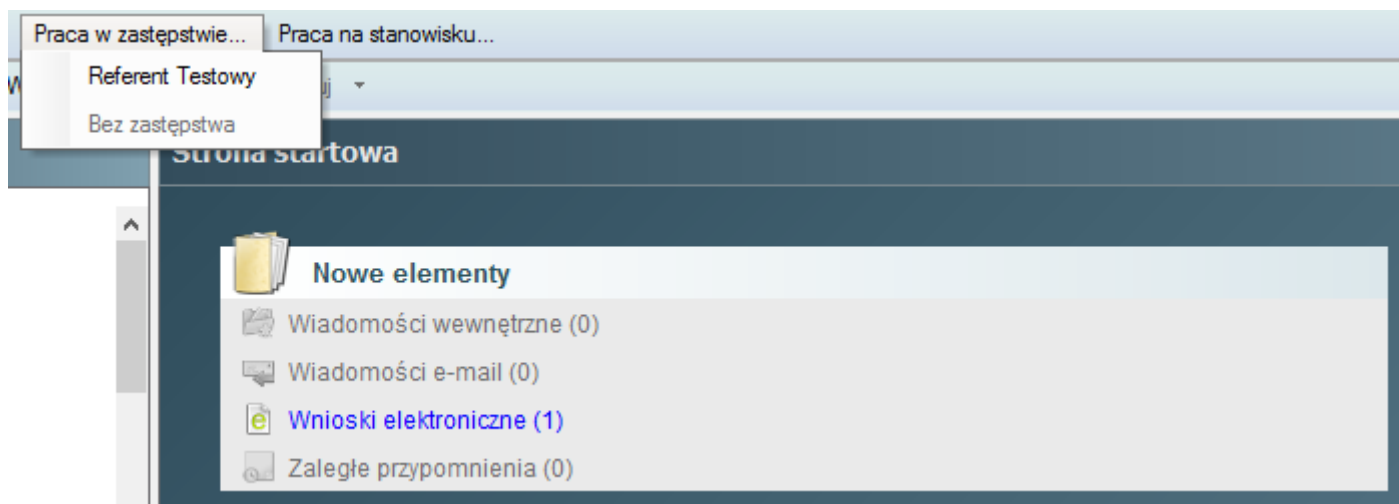 Praca w zastępstwie... Praca na stanowisku...
Referent Testowy
Bez zastępstwa
Strona startowa
Nowe elementy
Wiadomości wewnętrzne (0)
Wiadomości e-mail (0)
Wnioski elektroniczne (1)
Zaległe przypomnienia (0)